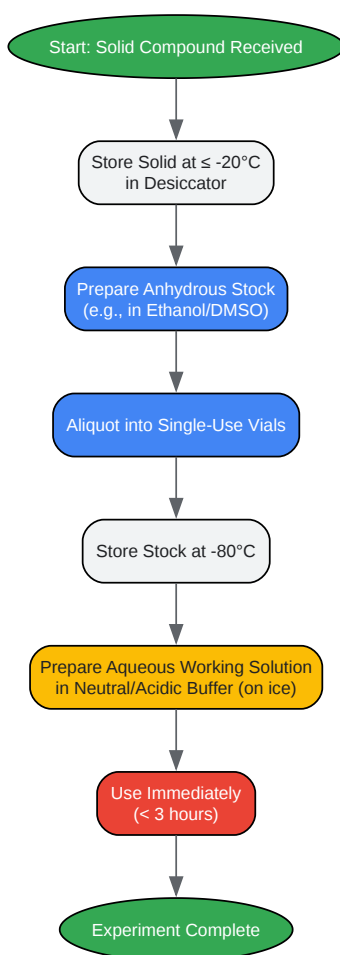 Start: Solid Compound Received
Store Solid at ≤ -20°C
in Desiccator
Prepare Anhydrous Stock
(e.g., in Ethanol/DMSO)
Aliquot into Single-Use Vials
Store Stock at -80°C
Prepare Aqueous Working Solution
in Neutral/Acidic Buffer (on ice)
Use Immediately
(< 3 hours)
Experiment Complete